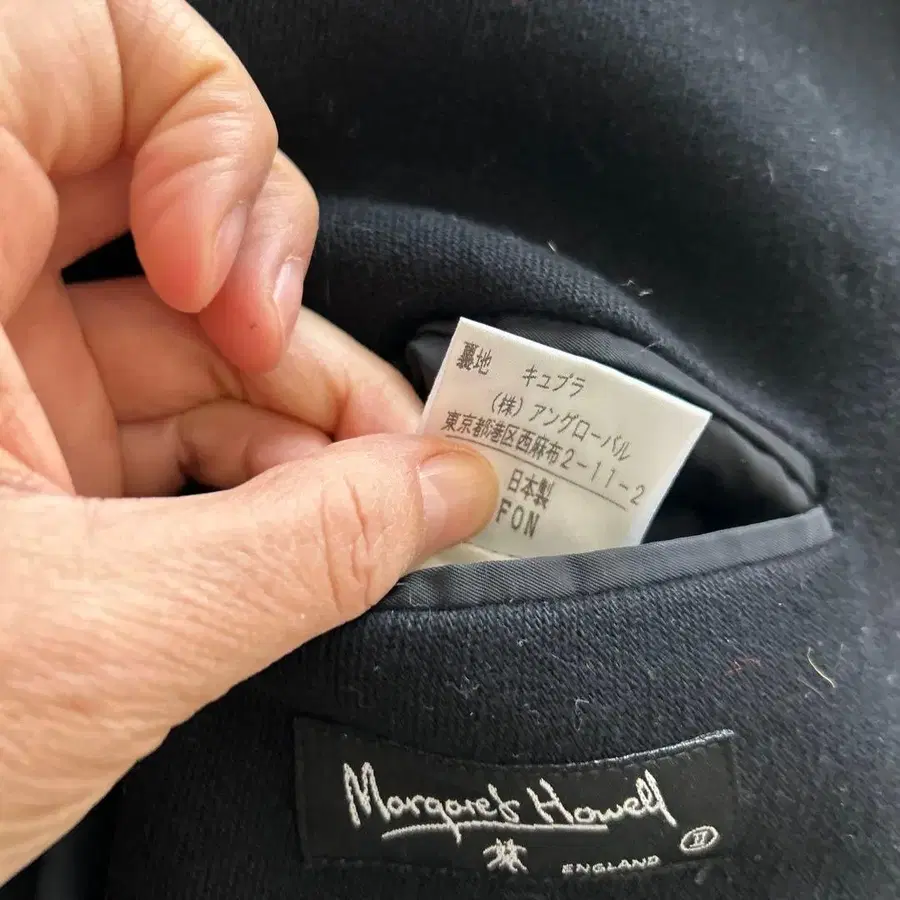 裏地 キュプラ
(株) アングローバル
東京都港区西麻布2-11-2
日本製
FON
Margaret Howell
ENGLAND II